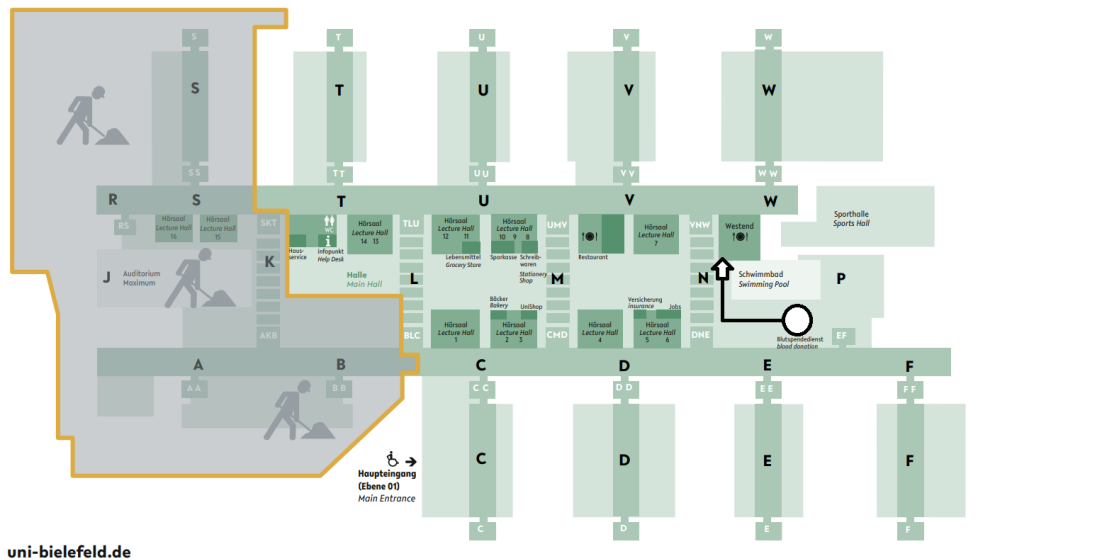 S
T
U
V
W
S
T
U
V
W
SS
TT
UU
VV
WW
R
S
T
U
V
W
RS
Hörsaal
Lecture Hall
16
Hörsaal
Lecture Hall
15
SKT
WC
Haus-
service
Infopunkt
Help Desk
Hörsaal
Lecture Hall
14 13
TLU
Hörsaal
Lecture Hall
12 11
Lebensmittel
Grocery Store
Hörsaal
Lecture Hall
10 9 8
Sparkasse
Schreib-
waren
Stationery
Shop
UMV
Restaurant
Hörsaal
Lecture Hall
7
VNW
Westend
Sporthalle
Sports Hall
J
Auditorium
Maximum
K
Halle
Main Hall
L
M
N
Schwimmbad
Swimming Pool
P
AKB
BLC
Hörsaal
Lecture Hall
1
Bäcker
Bakery
UniShop
Hörsaal
Lecture Hall
2 3
CMD
Hörsaal
Lecture Hall
4
Versicherung
insurance
Jobs
Hörsaal
Lecture Hall
5 6
DNE
Blutspendedienst
blood donation
EF
A
B
C
D
E
F
AA
BB
CC
DD
EE
FF
C
D
E
F
Haupteingang
(Ebene 01)
Main Entrance
C
D
E
F
uni-bielefeld.de